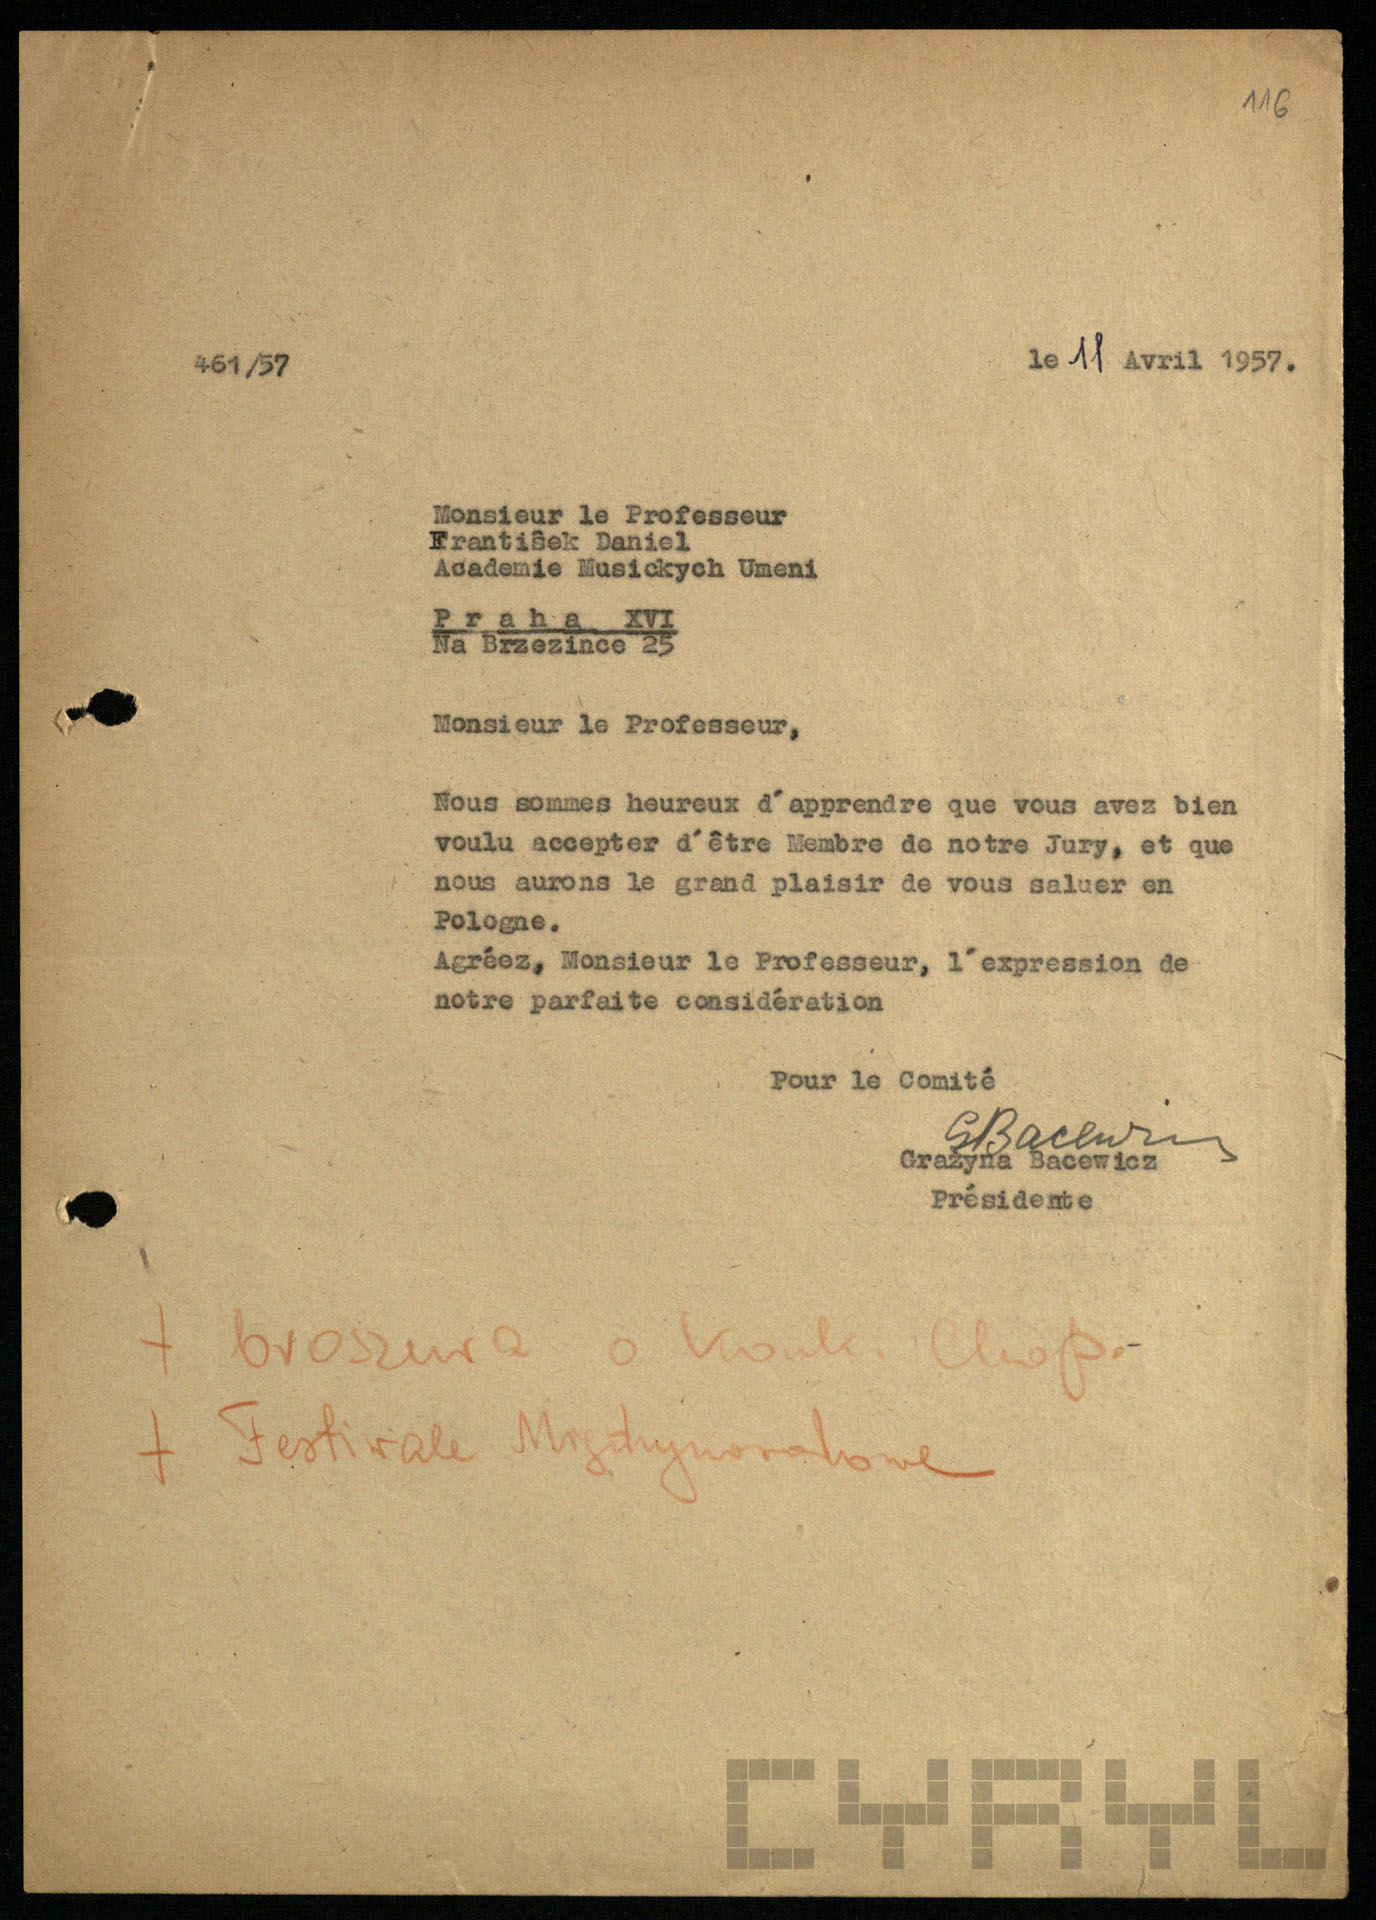 116
461/57
le 11 Avril 1957.
Monsieur le Professeur
Frantiŝek Daniel
Academie Musickych Umeni
Praha XVI
Na Brzezince 25
Monsieur le Professeur,
Nous sommes heureux d´apprendre que vous avez bien
voulu accepter d´être Membre de notre Jury, et que
nous aurons le grand plaisir de vous saluer en
Pologne.
Agréez, Monsieur le Professeur, l´expression de
notre parfaite considération
Pour le Comité
GBacewicz
Grażyna Bacewicz
Présidente
+ broszura o Konk. Chop.
+ Festiwale Międzynarodowe
CYRYL